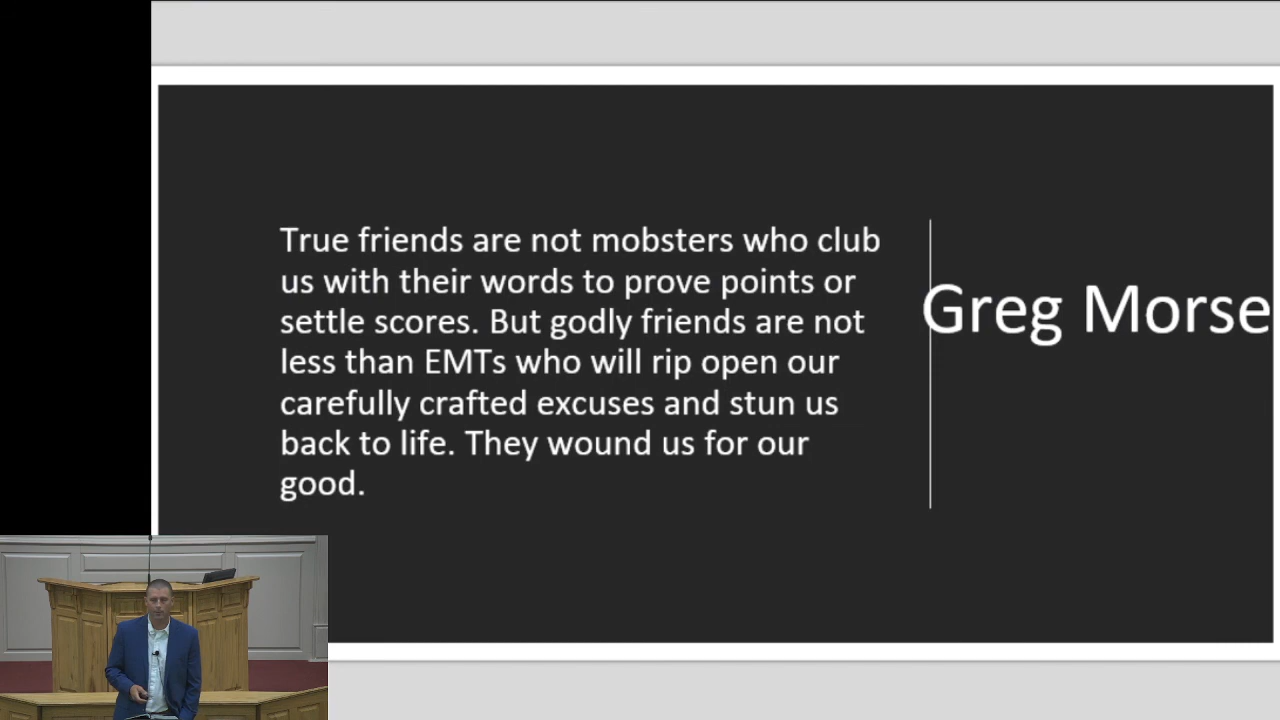 True friends are not mobsters who club
us with their words to prove points or
settle scores. But godly friends are not
less than EMTs who will rip open our
carefully crafted excuses and stun us
back to life. They wound us for our
good.
Greg Morse